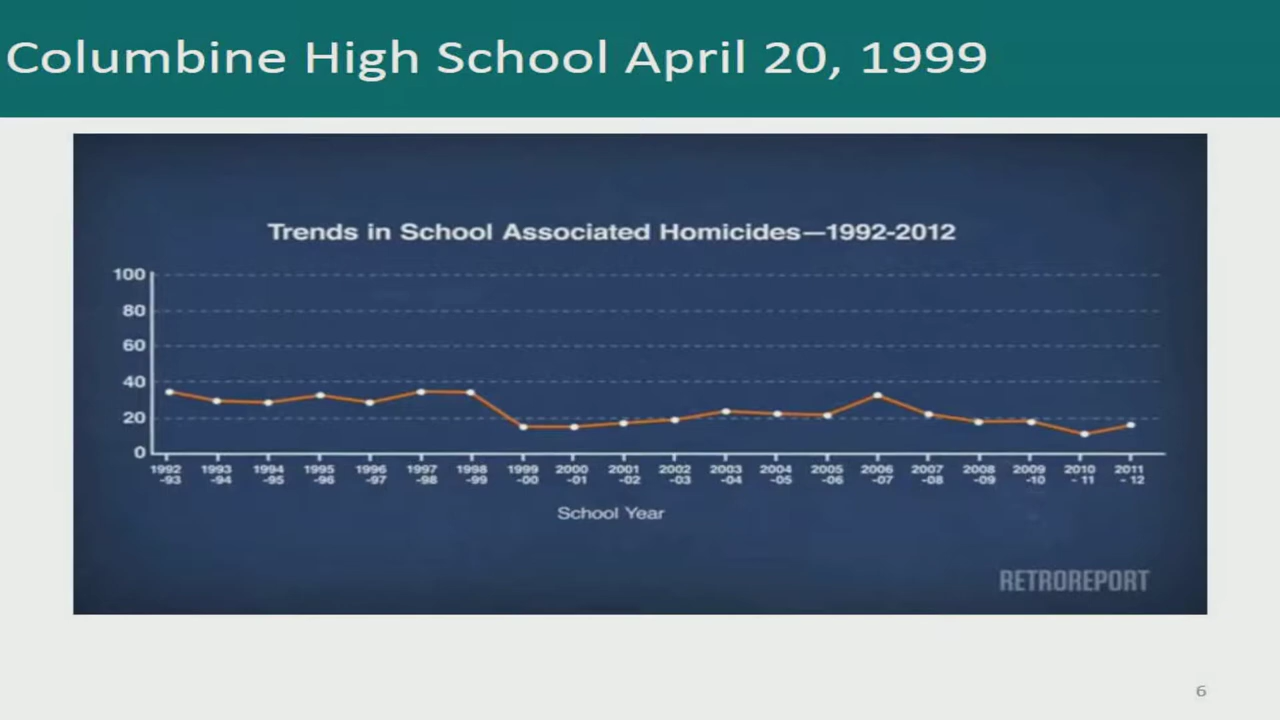 Columbine High School April 20, 1999
Trends in School Associated Homicides—1992-2012
100
80
60
40
20
0
1992 1993 1994 1995 1996 1997 1998 1999 2000 2001 2002 2003 2004 2005 2006 2007 2008 2009 2010 2011
-93 -94 -95 -96 -97 -98 -99 -00 -01 -02 -03 -04 -05 -06 -07 -08 -09 -10 - 11 - 12
School Year
RETROREPORT
6